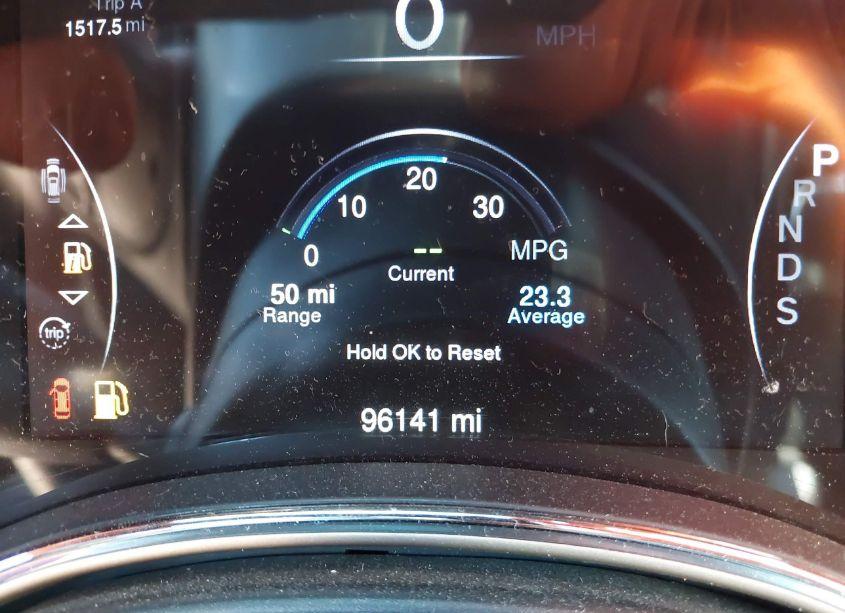 Trip A
1517.5 mi
0
MPH
P
R
N
D
S
20
10
30
0
--
MPG
Current
50 mi
Range
23.3
Average
trip
Hold OK to Reset
96141 mi